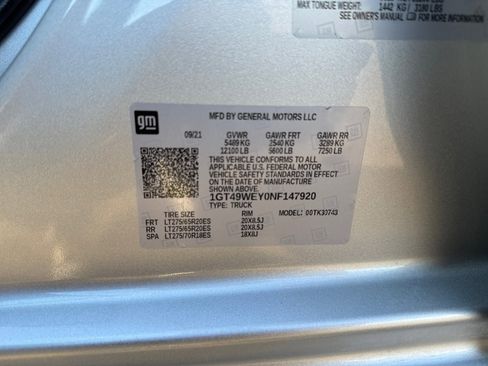 MAX TONGUE WEIGHT: 1442 KG / 3180 LBS
SEE OWNER'S MANUAL FOR MORE INFORMATION
gm
MFD BY GENERAL MOTORS LLC
09/21 GVWR GAWR FRT GAWR RR
5489 KG 2540 KG 3289 KG
12100 LB 5600 LB 7250 LB
THIS VEHICLE CONFORMS TO ALL
APPLICABLE U.S. FEDERAL MOTOR
VEHICLE SAFETY STANDARDS IN
EFFECT ON THE DATE OF
MANUFACTURE SHOWN ABOVE.
1GT49WEY0NF147920
TYPE: TRUCK
TIRE SIZE RIM MODEL: 00TK30743
FRT LT275/65R20ES 20X8.5J
RR LT275/65R20ES 20X8.5J
SPA LT275/70R18ES 18X8J